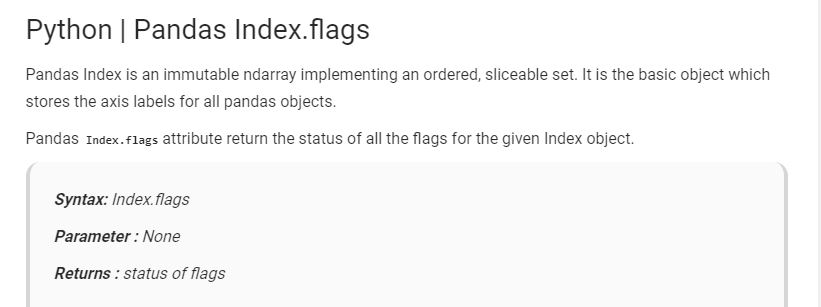 Python | Pandas Index.flags
Pandas Index is an immutable ndarray implementing an ordered, sliceable set. It is the basic object which
stores the axis labels for all pandas objects.
Pandas Index.flags attribute return the status of all the flags for the given Index object.
Syntax: Index.flags
Parameter : None
Returns : status of flags